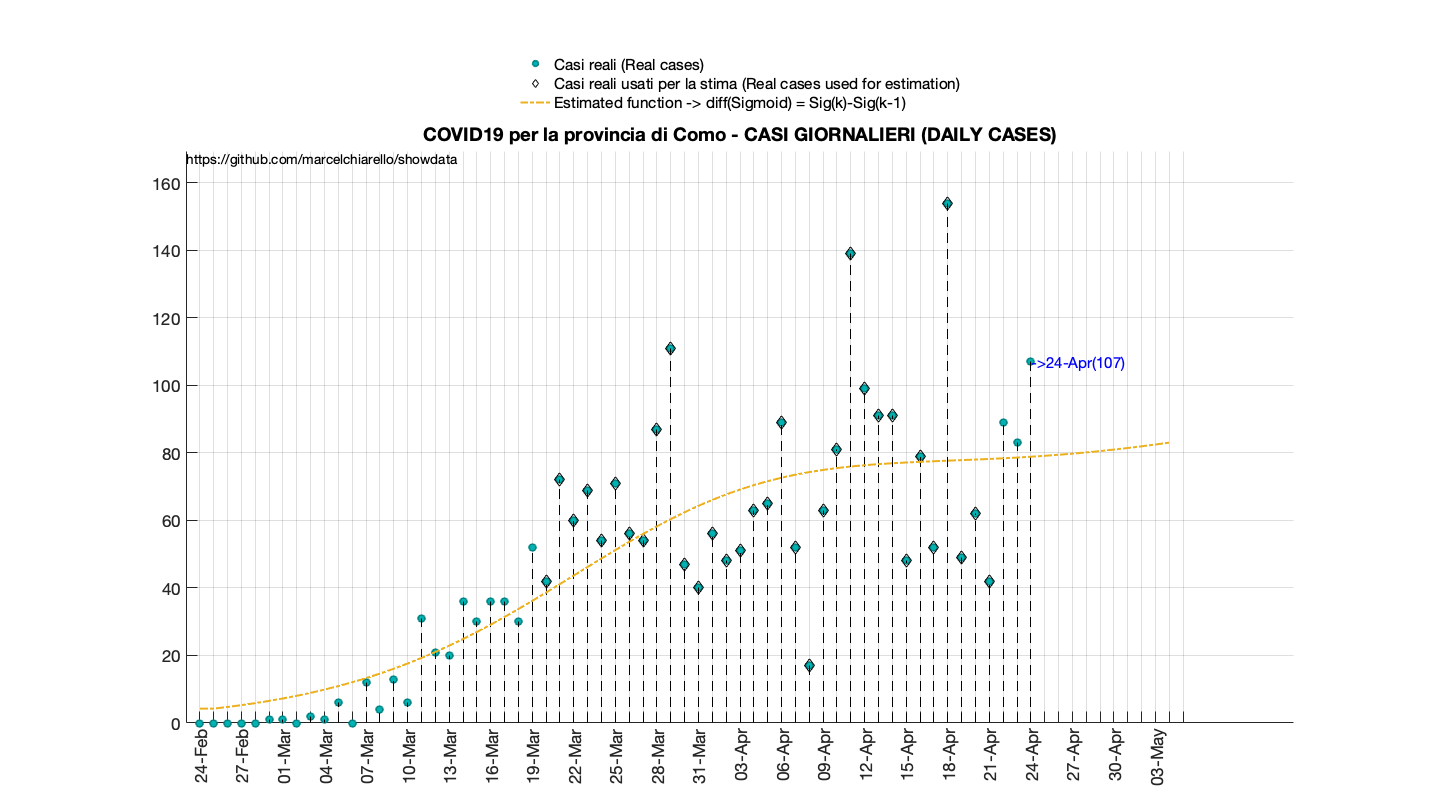 Casi reali (Real cases)
Casi reali usati per la stima (Real cases used for estimation)
Estimated function -> diff(Sigmoid) = Sig(k)-Sig(k-1)
COVID19 per la provincia di Como - CASI GIORNALIERI (DAILY CASES)
https://github.com/marcelchiarello/showdata
160
140
120
100
80
60
40
20
0
->24-Apr(107)
24-Feb
27-Feb
01-Mar
04-Mar
07-Mar
10-Mar
13-Mar
16-Mar
19-Mar
22-Mar
25-Mar
28-Mar
31-Mar
03-Apr
06-Apr
09-Apr
12-Apr
15-Apr
18-Apr
21-Apr
24-Apr
27-Apr
30-Apr
03-May